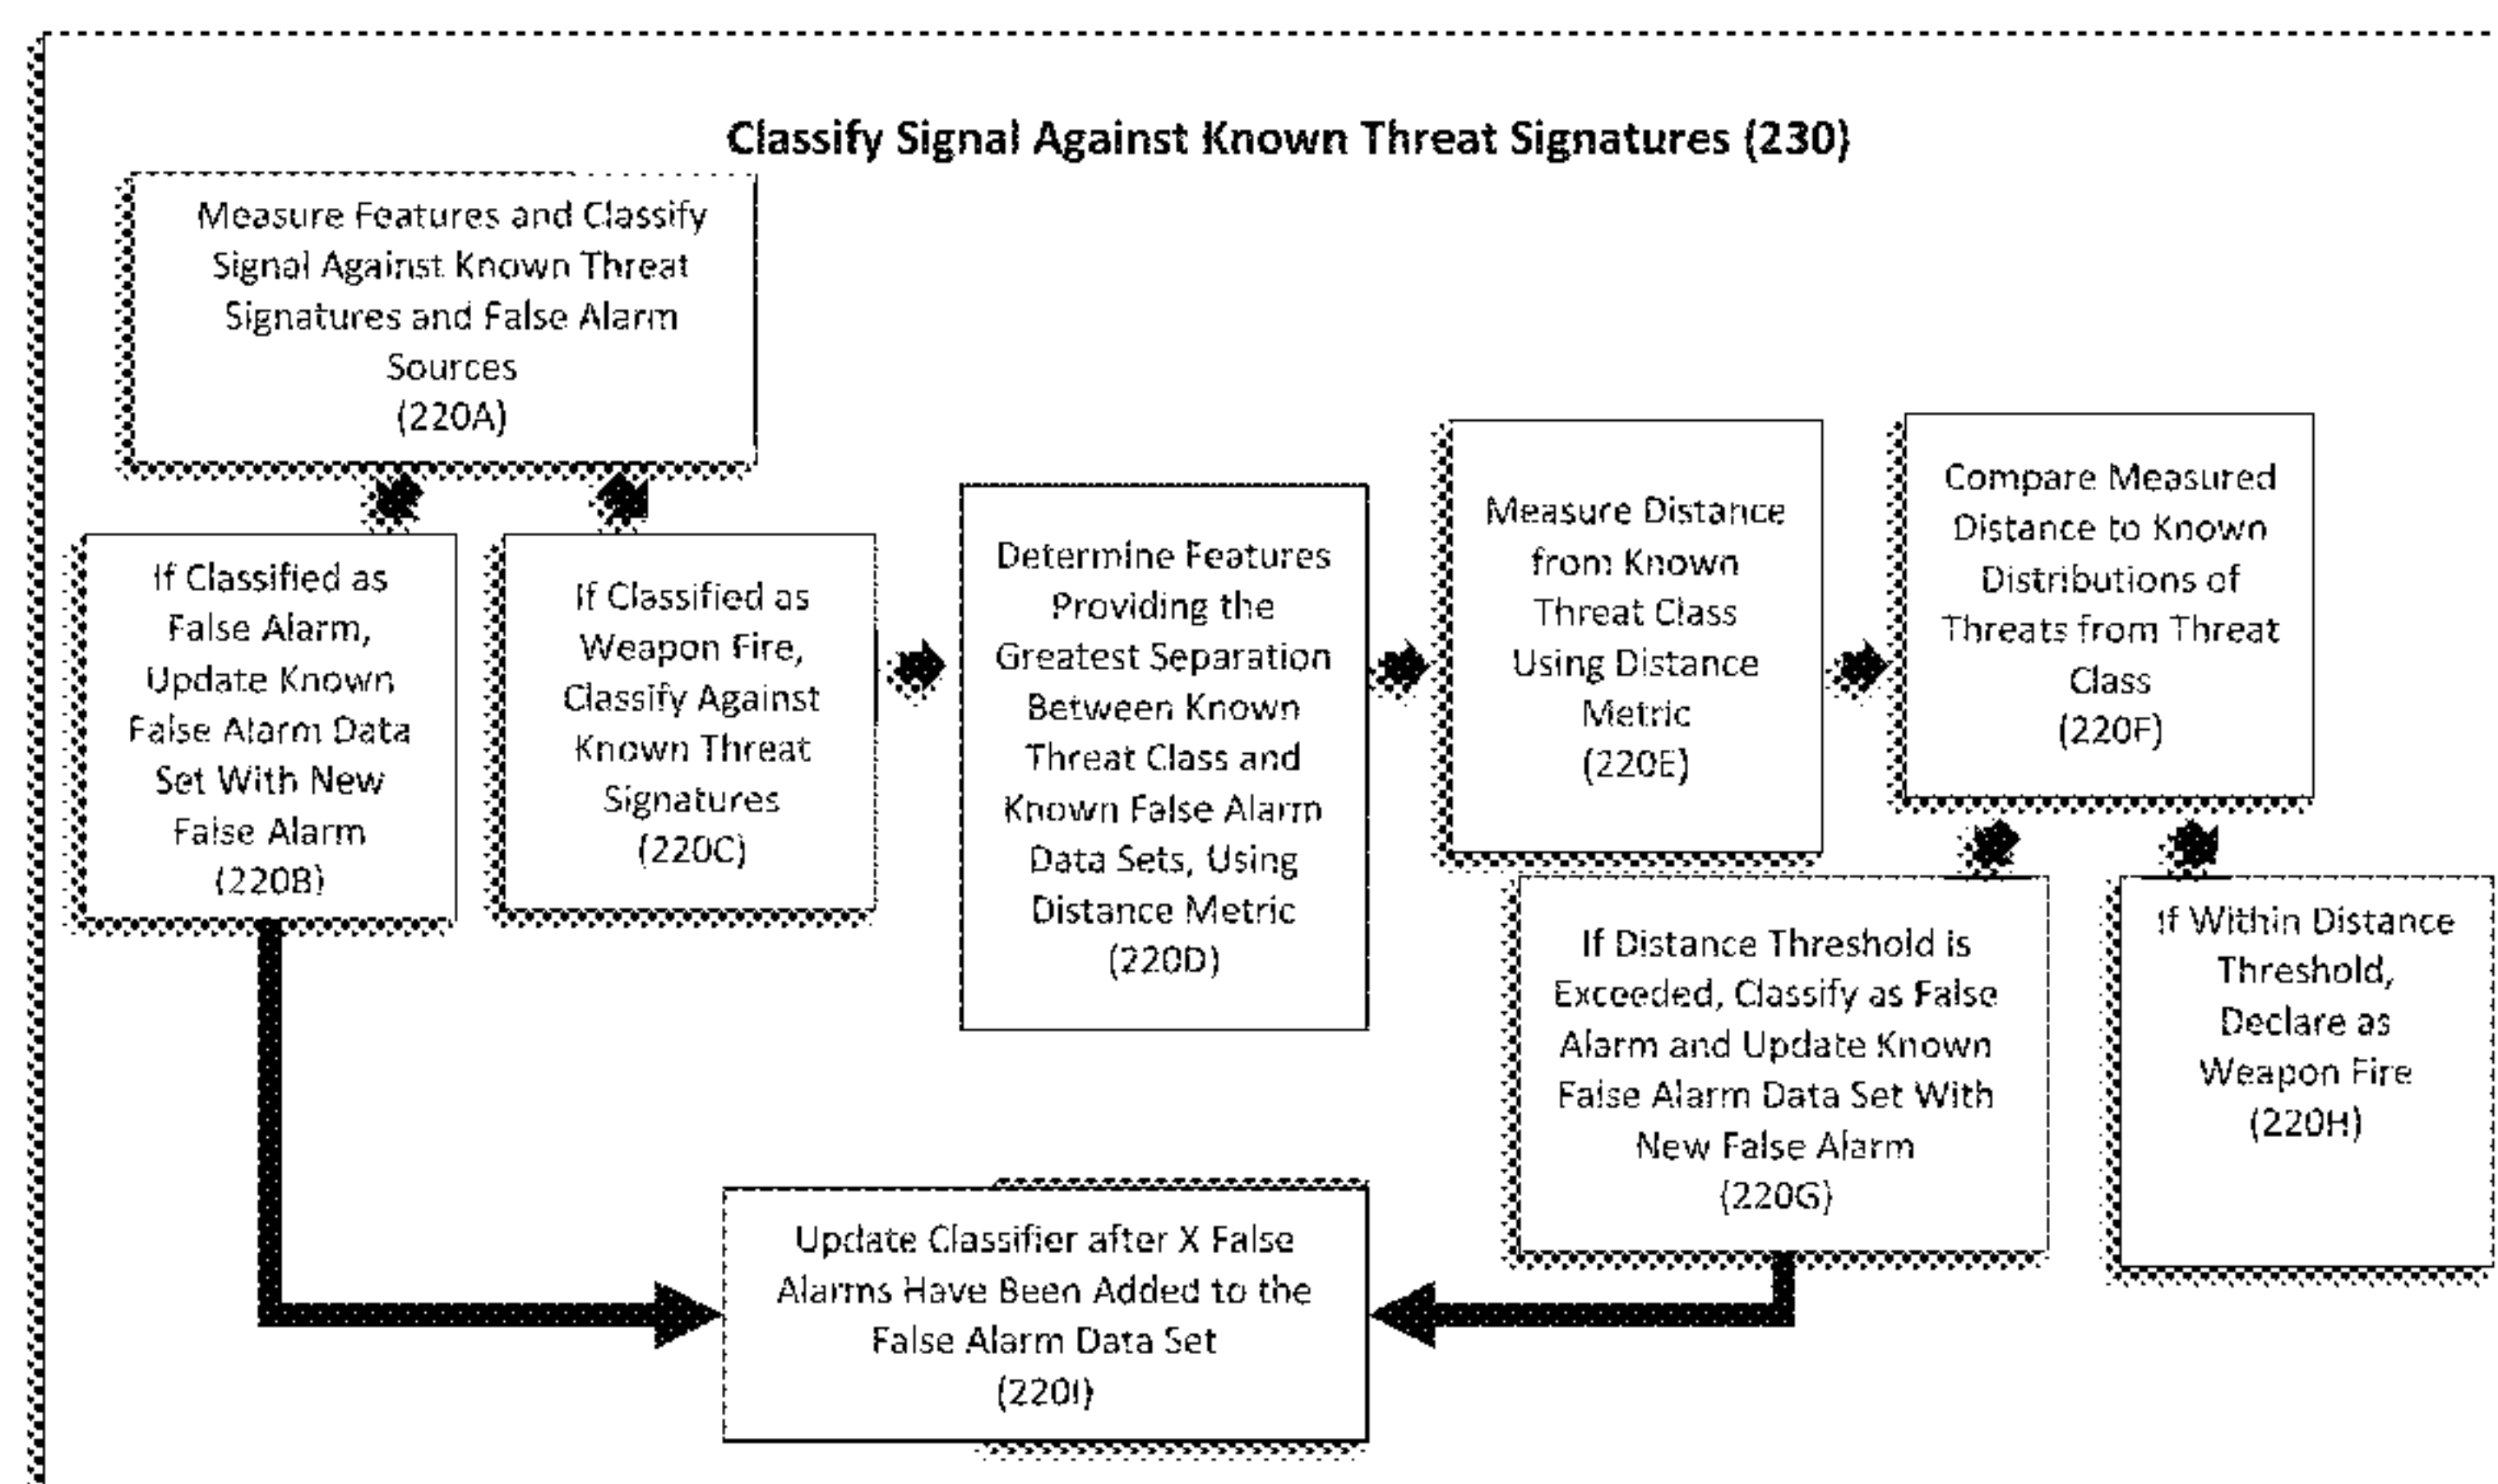 Classify Signal Against Known Threat Signatures (230)
Measure Features and Classify
Signal Against Known Threat
Signatures and False Alarm
Sources
(220A)
If Classified as
False Alarm,
Update Known
False Alarm Data
Set With New
False Alarm
(220B)
If Classified as
Weapon Fire,
Classify Against
Known Threat
Signatures
(220C)
Determine Features
Providing the
Greatest Separation
Between Known
Threat Class and
Known False Alarm
Data Sets, Using
Distance Metric
(220D)
Measure Distance
from Known
Threat Class
Using Distance
Metric
(220E)
Compare Measured
Distance to Known
Distributions of
Threats from Threat
Class
(220F)
If Distance Threshold is
Exceeded, Classify as False
Alarm and Update Known
False Alarm Data Set With
New False Alarm
(220G)
If Within Distance
Threshold,
Declare as
Weapon Fire
(220H)
Update Classifier after X False
Alarms Have Been Added to the
False Alarm Data Set
(220I)